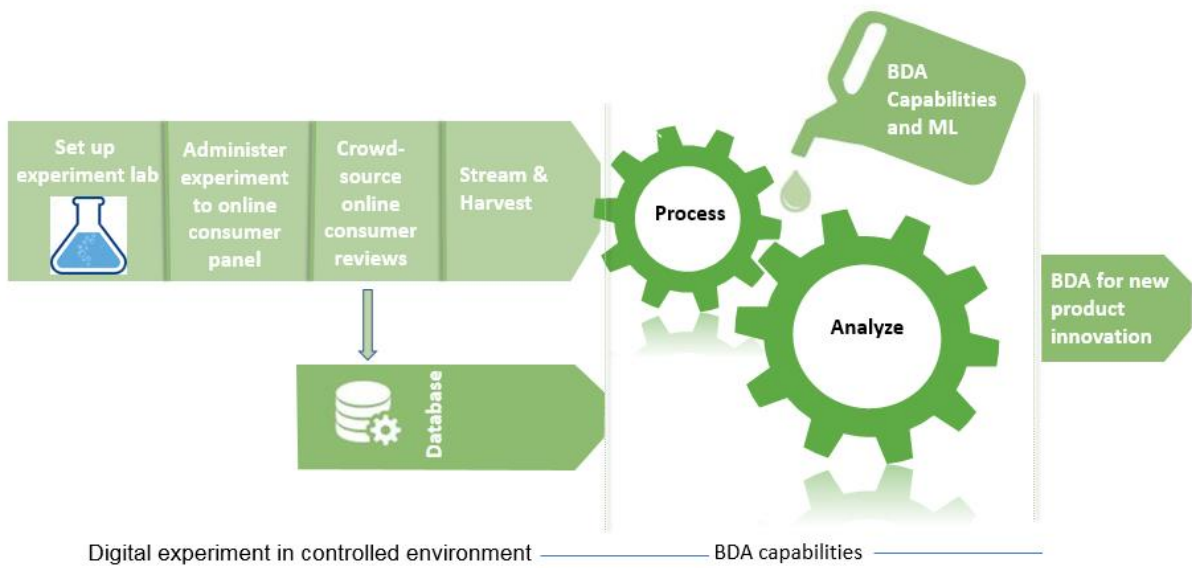 BDA
Capabilities
and ML
Set up
experiment lab
Administer
experiment
to online
consumer
panel
Crowd-
source
online
consumer
reviews
Stream &
Harvest
Process
Analyze
BDA for new
product
innovation
Database
Digital experiment in controlled environment
BDA capabilities